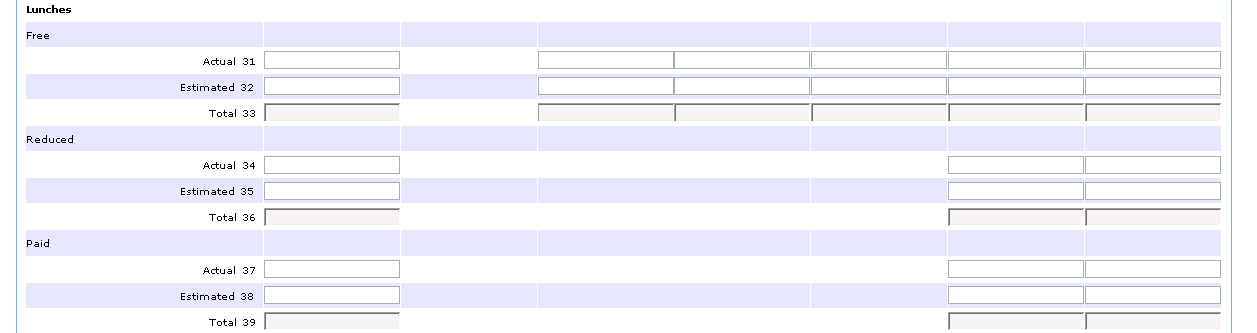 Lunches
Free
Actual 31
Estimated 32
Total 33
Reduced
Actual 34
Estimated 35
Total 36
Paid
Actual 37
Estimated 38
Total 39